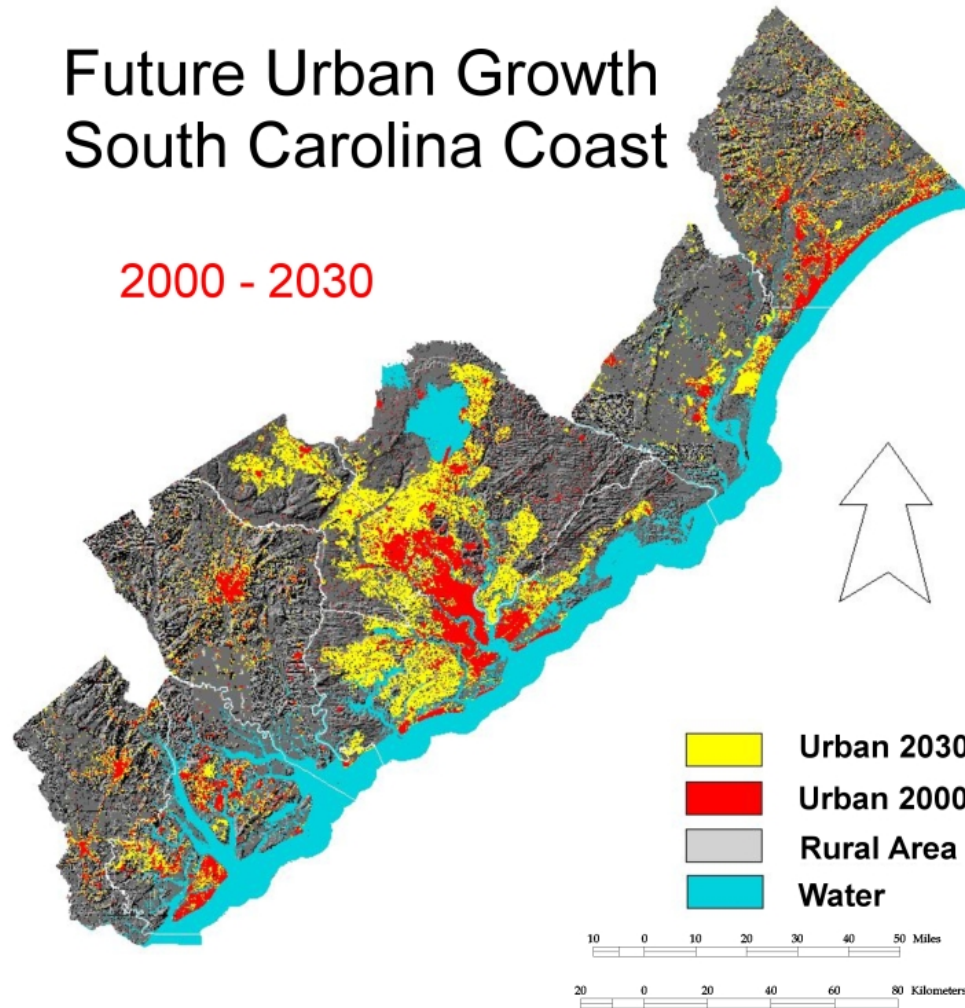 Future Urban Growth
South Carolina Coast
2000 - 2030
Urban 2030
Urban 2000
Rural Area
Water
10 0 10 20 30 40 50 Miles
20 0 20 40 60 80 Kilometers